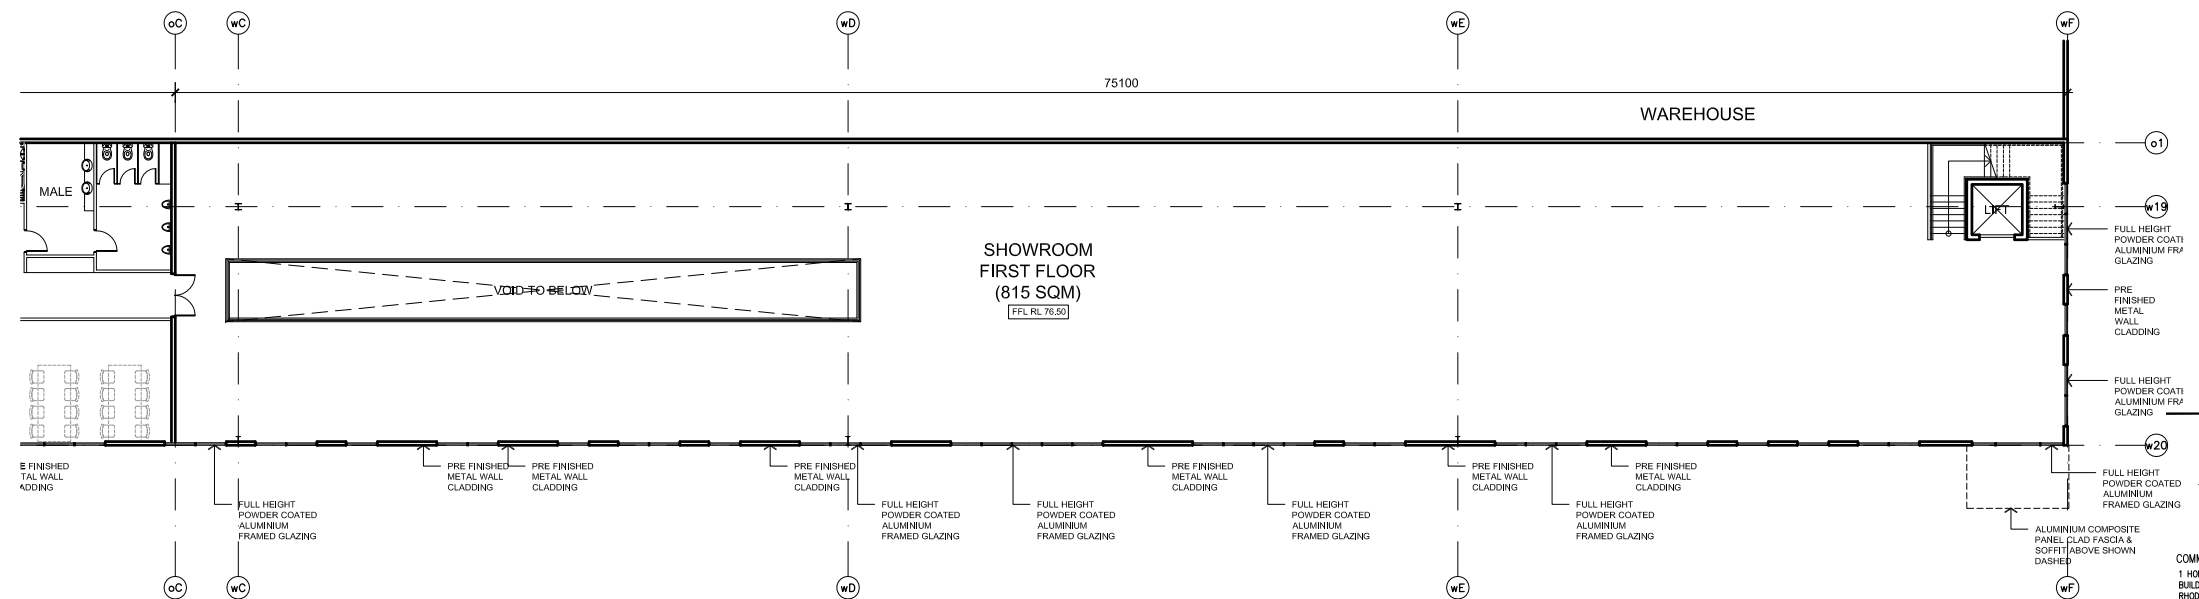 oC
wC
wD
wE
wF
75100
WAREHOUSE
o1
MALE
w19
LIFT
SHOWROOM
FIRST FLOOR
(815 SQM)
FFL RL 76.50
VOID TO BELOW
FULL HEIGHT
POWDER COATI
ALUMINIUM FRA
GLAZING
PRE
FINISHED
METAL
WALL
CLADDING
FULL HEIGHT
POWDER COATI
ALUMINIUM FRA
GLAZING
w20
E FINISHED
TAL WALL
ADDING
PRE FINISHED
METAL WALL
CLADDING
PRE FINISHED
METAL WALL
CLADDING
PRE FINISHED
METAL WALL
CLADDING
PRE FINISHED
METAL WALL
CLADDING
PRE FINISHED
METAL WALL
CLADDING
PRE FINISHED
METAL WALL
CLADDING
FULL HEIGHT
POWDER COATED
ALUMINIUM
FRAMED GLAZING
FULL HEIGHT
POWDER COATED
ALUMINIUM
FRAMED GLAZING
FULL HEIGHT
POWDER COATED
ALUMINIUM
FRAMED GLAZING
FULL HEIGHT
POWDER COATED
ALUMINIUM
FRAMED GLAZING
FULL HEIGHT
POWDER COATED
ALUMINIUM
FRAMED GLAZING
FULL HEIGHT
POWDER COATED
ALUMINIUM
FRAMED GLAZING
ALUMINIUM COMPOSITE
PANEL CLAD FASCIA &
SOFFIT ABOVE SHOWN
DASHED
COMM
1 HO
BUILD
RHOD
oC
wC
wD
wE
wF